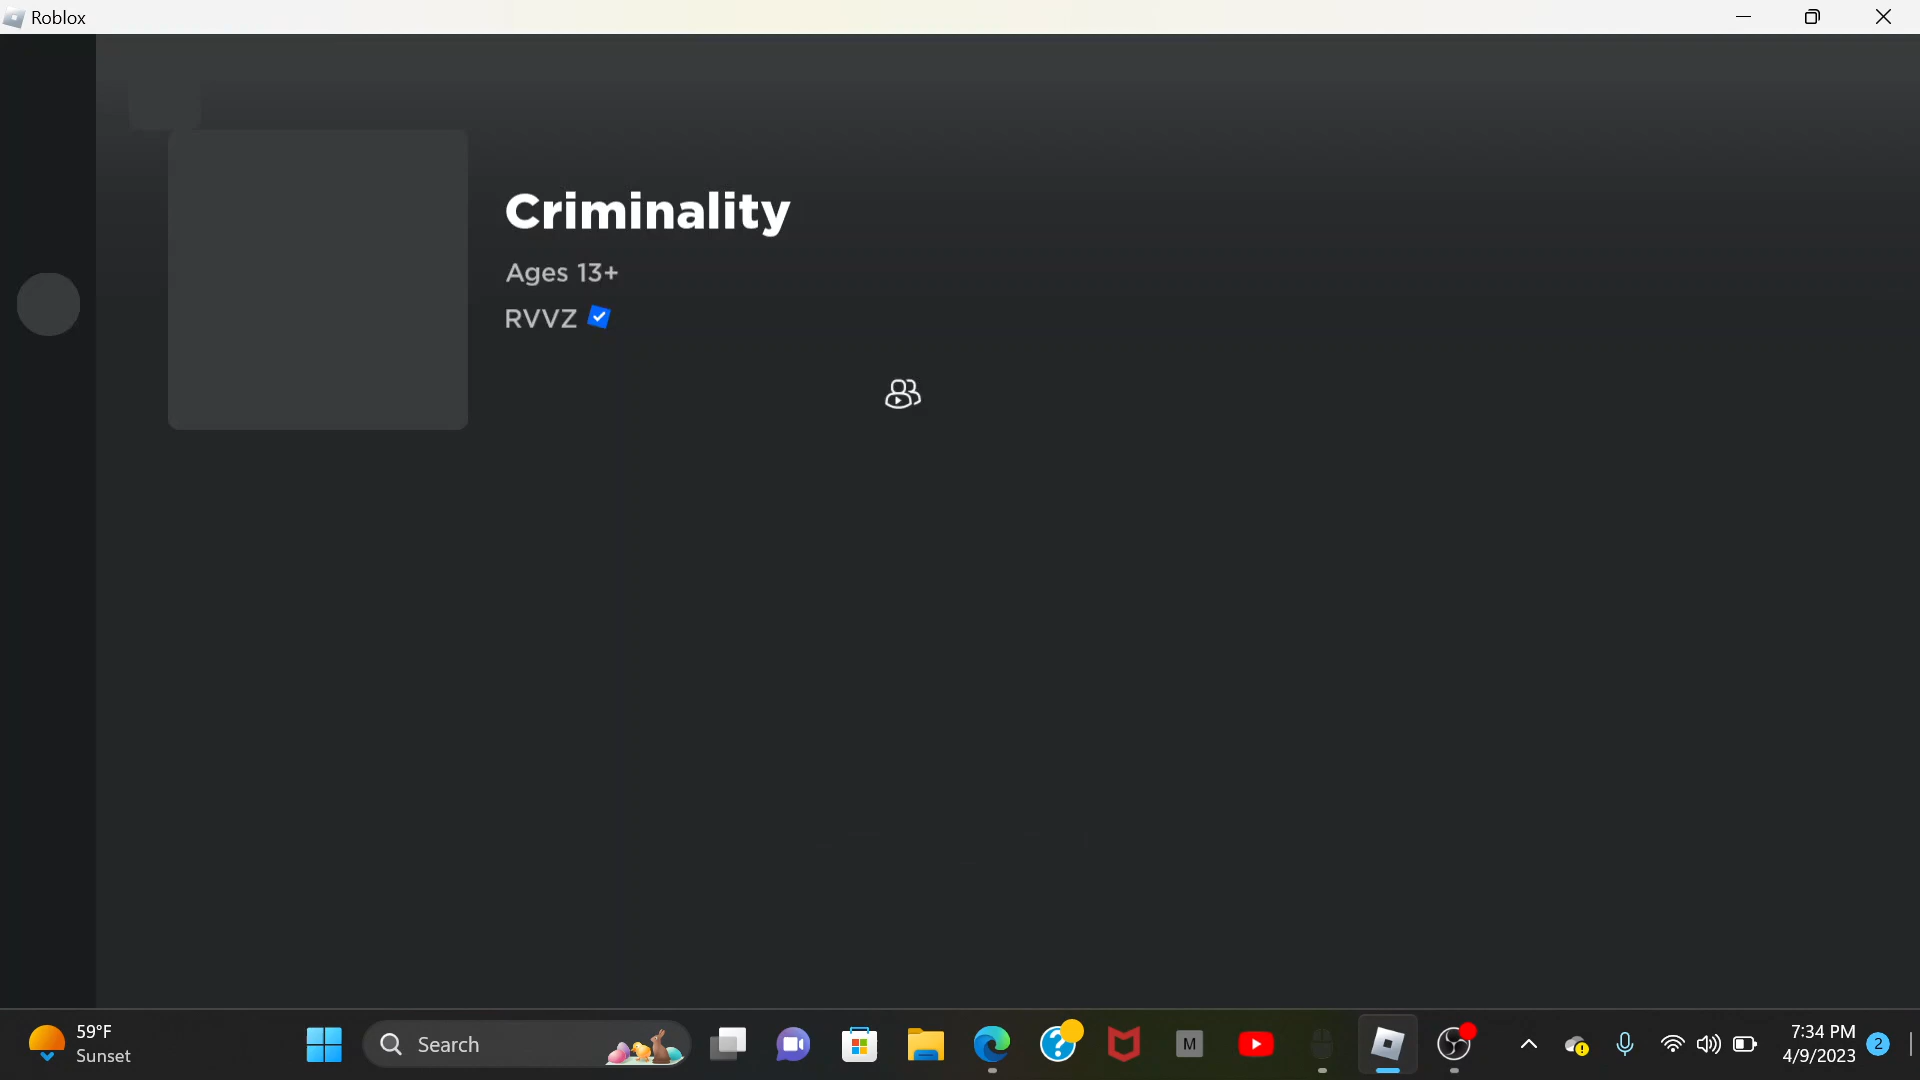 Roblox
Criminality
Ages 13+
RVVZ
59°F
Sunset
Search
M
7:34 PM
4/9/2023
2